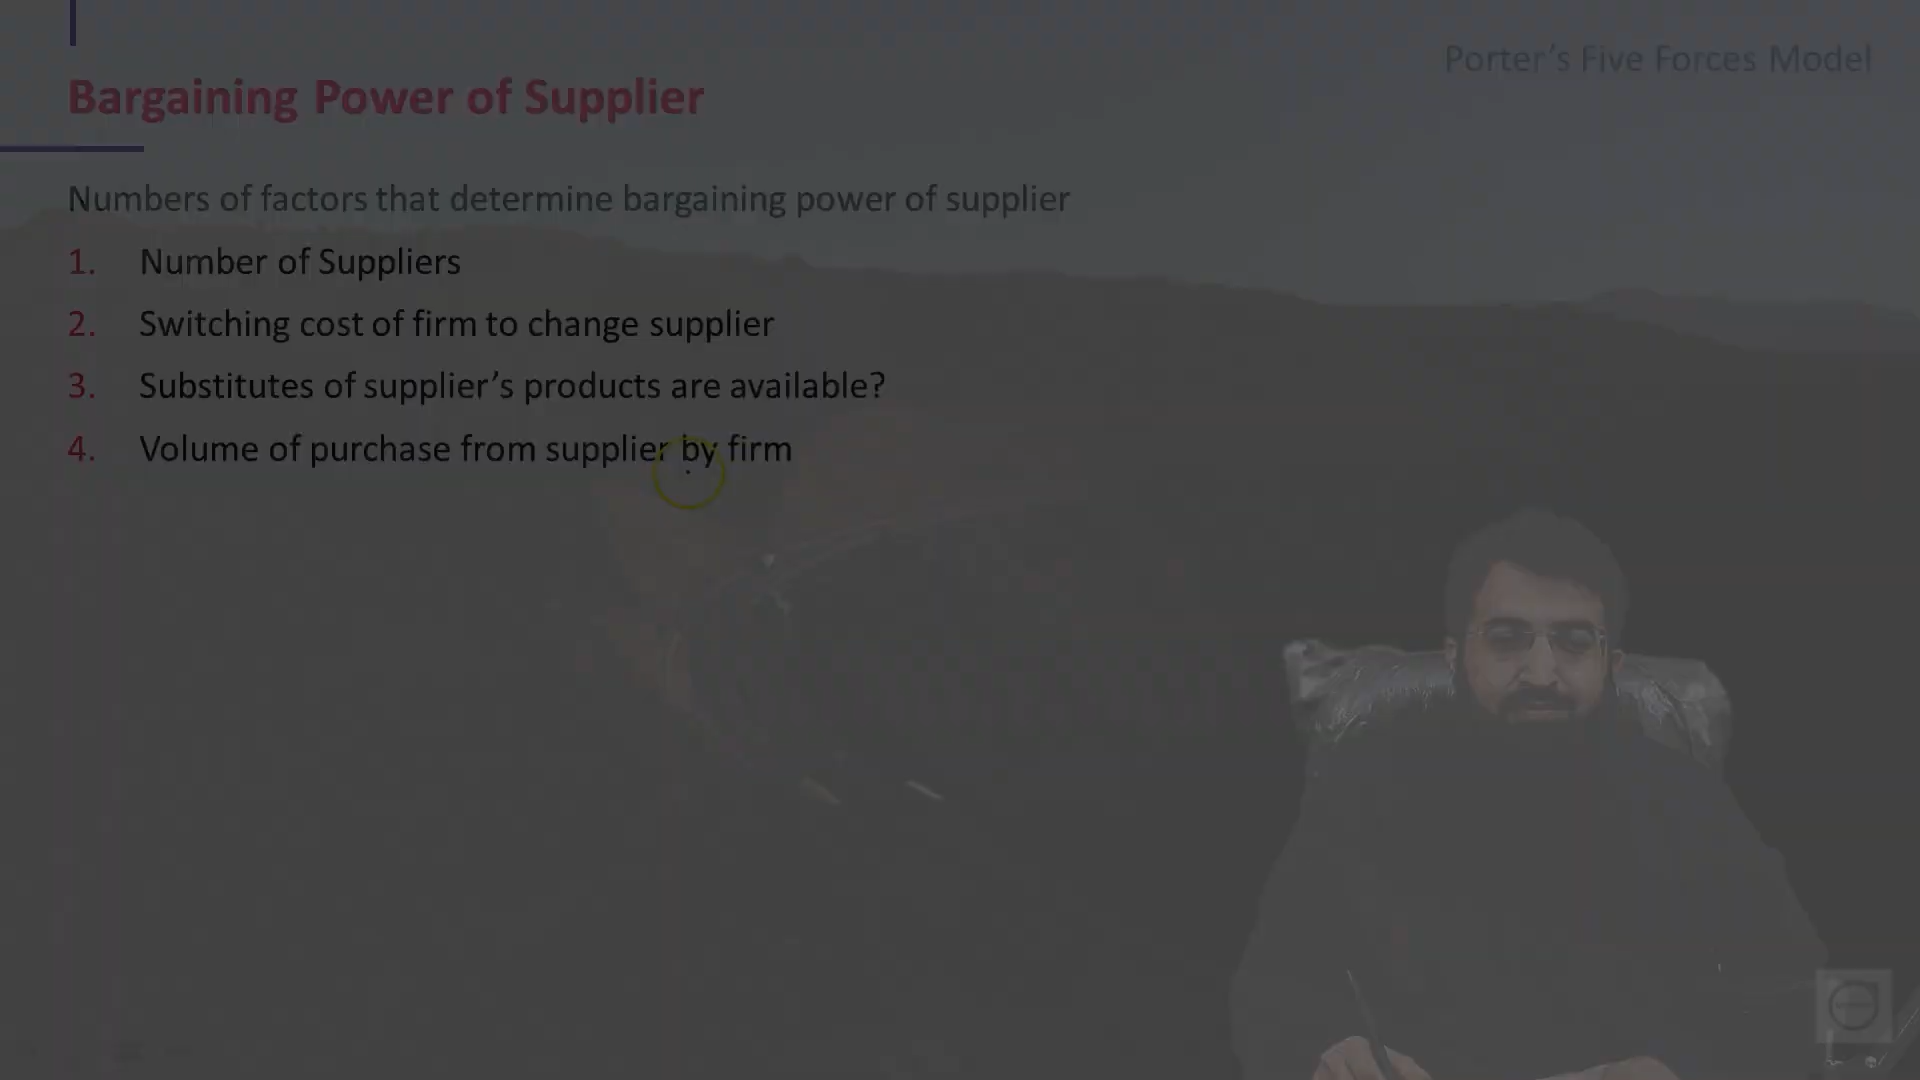 Porter's Five Forces Model
Bargaining Power of Supplier
Numbers of factors that determine bargaining power of supplier
1. Number of Suppliers
2. Switching cost of firm to change supplier
3. Substitutes of supplier's products are available?
4. Volume of purchase from supplier by firm